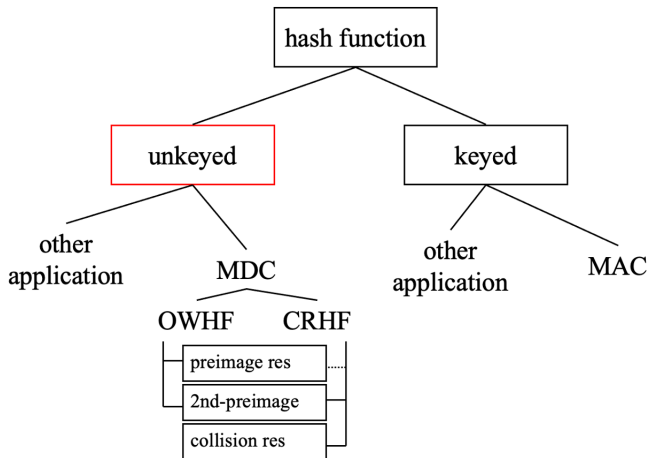 hash function
unkeyed
keyed
other
application
MDC
other
application
MAC
OWHF
CRHF
preimage res
2nd-preimage
collision res